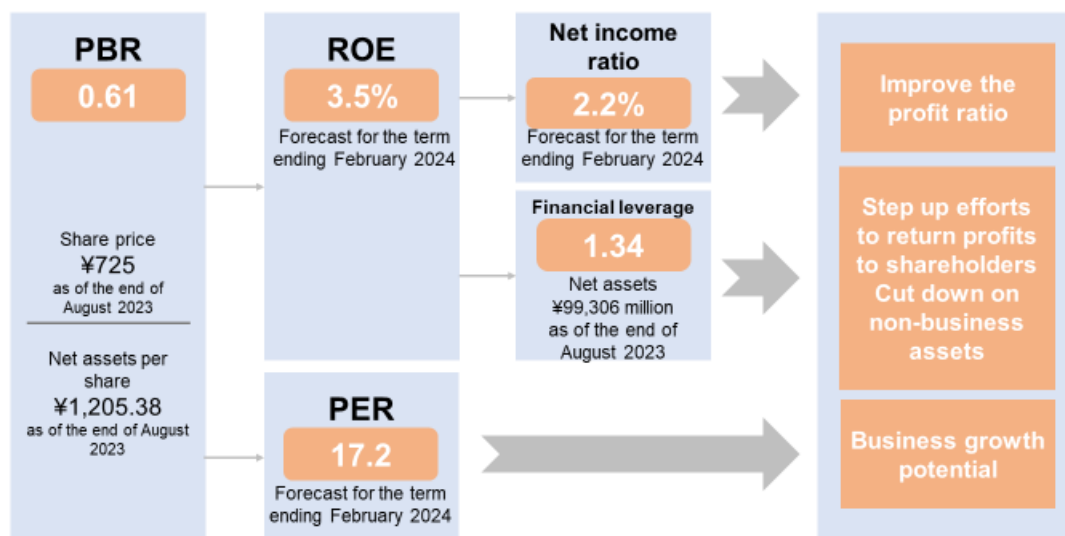 PBR
0.61
Share price
¥725
as of the end of
August 2023
Net assets per
share
¥1,205.38
as of the end of August
2023
ROE
3.5%
Forecast for the term
ending February 2024
PER
17.2
Forecast for the term
ending February 2024
Net income
ratio
2.2%
Forecast for the term
ending February 2024
Financial leverage
1.34
Net assets
¥99,306 million
as of the end of
August 2023
Improve the
profit ratio
Step up efforts
to return profits
to shareholders
Cut down on
non-business
assets
Business growth
potential